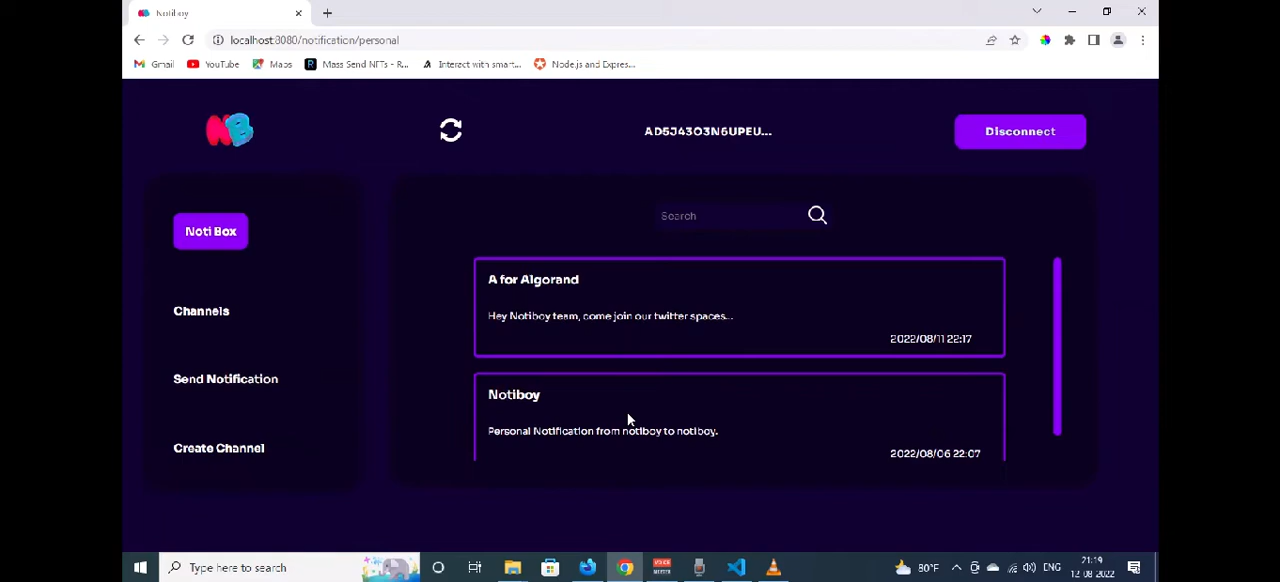 Notiboy
localhost:8080/notification/personal
Gmail
YouTube
Maps
Mass Send NFTs - R...
Interact with smart...
Node.js and Expres...
NB
AD5J43O3N6UPEU...
Disconnect
Noti Box
Search
Channels
Send Notification
Create Channel
A for Algorand
Hey Notiboy team, come join our twitter spaces...
2022/08/11 22:17
Notiboy
Personal Notification from notiboy to notiboy.
2022/08/06 22:07
Type here to search
80°F
ENG
21:19
12-08-2022